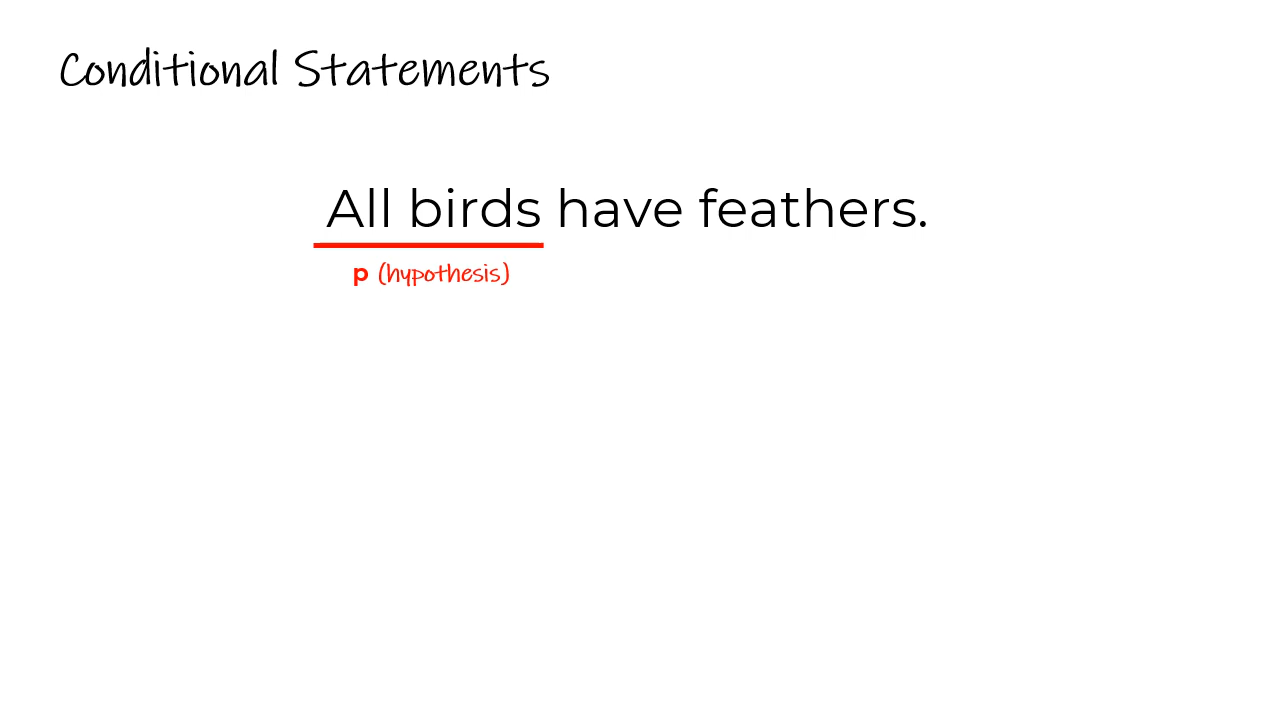 Conditional Statements
All birds have feathers.
p (hypothesis)